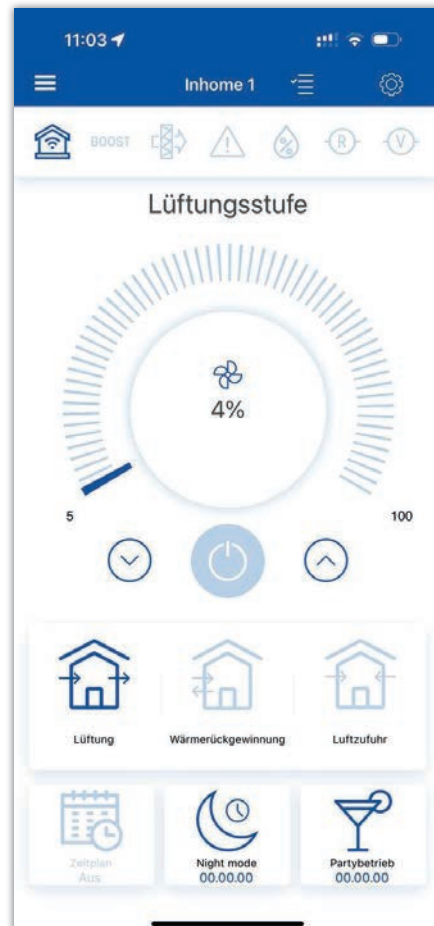 11:03
Inhome 1
BOOST % R V
Lüftungsstufe
4%
5 100
Lüftung Wärmerückgewinnung Luftzufuhr
Zeitplan Night mode Partybetrieb
Aus 00.00.00 00.00.00